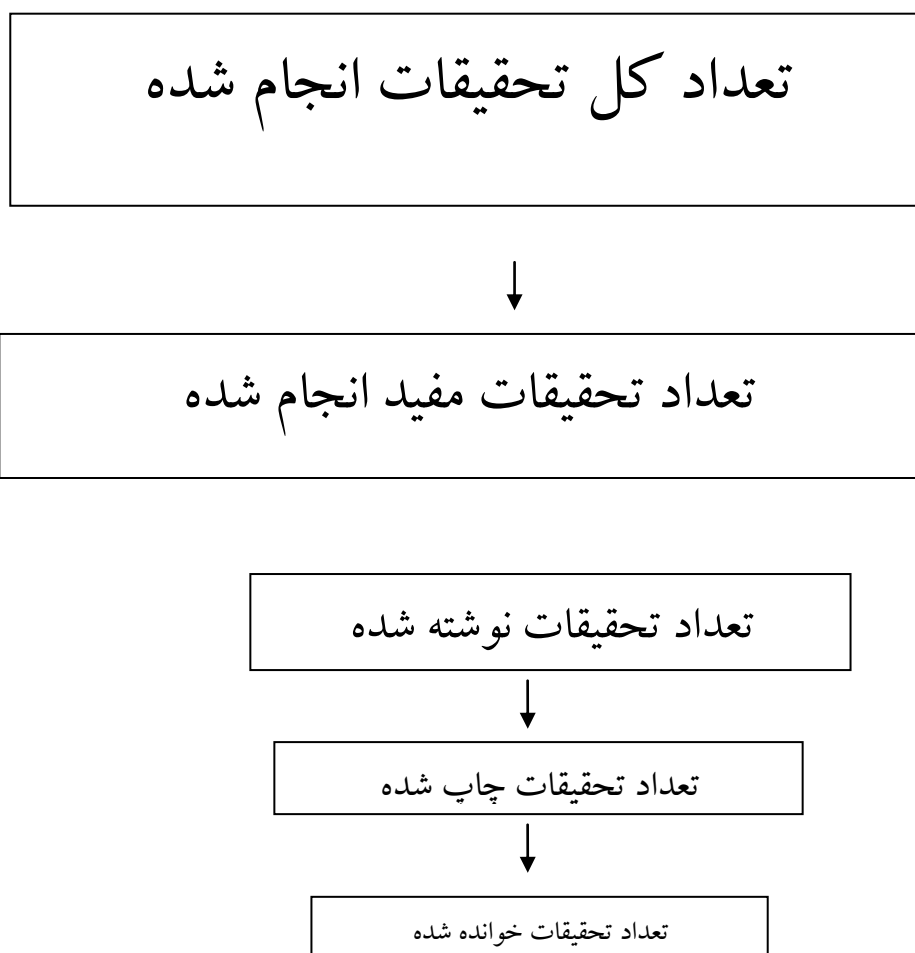 تعداد کل تحقیقات انجام شده
تعداد تحقیقات مفید انجام شده
تعداد تحقیقات نوشته شده
تعداد تحقیقات چاپ شده
تعداد تحقیقات خوانده شده